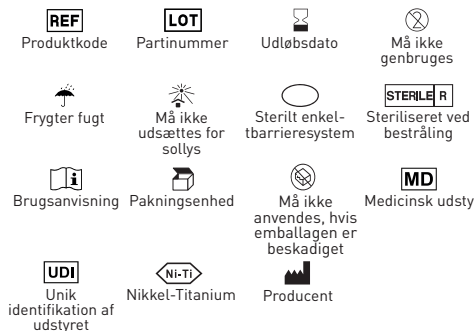 REF
LOT
Produktkode
Partinummer
Udløbsdato
Må ikke
genbruges
2
STERILE R
Frygter fugt
Må ikke
udsættes for
sollys
Sterilt enkel-
tbarrieresystem
Steriliseret ved
bestråling
i
MD
Brugsanvisning
Pakningsenhed
Må ikke
anvendes, hvis
emballagen er
beskadiget
Medicinsk udsty
UDI
Ni-Ti
Unik
identifikation af
udstyret
Nikkel-Titanium
Producent